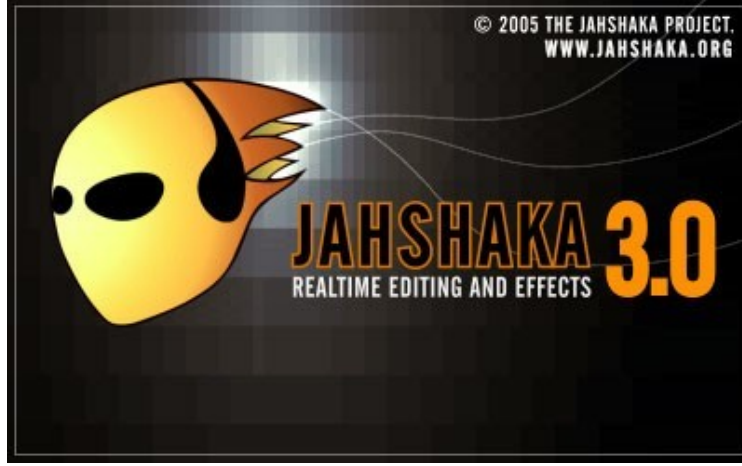 © 2005 THE JAHSHAKA PROJECT.
WWW.JAHSHAKA.ORG
JAHSHAKA 3.0
REALTIME EDITING AND EFFECTS